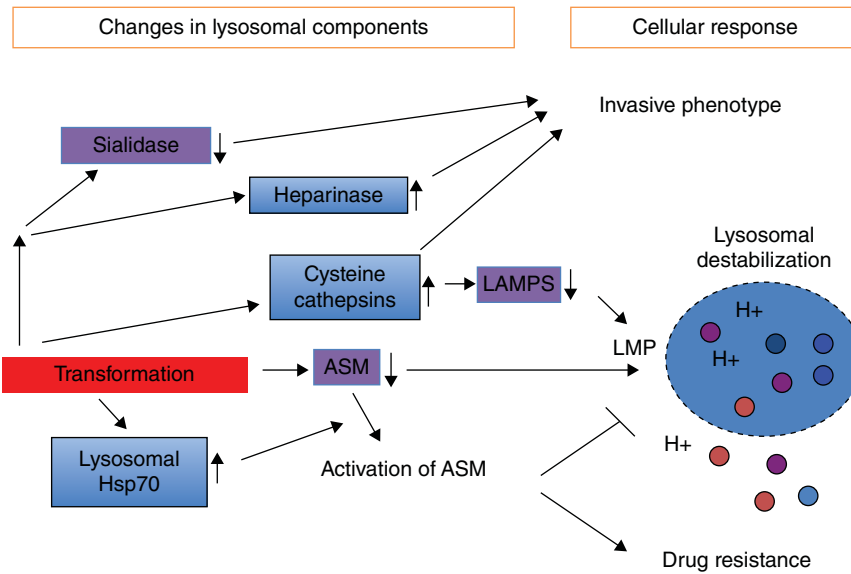 Changes in lysosomal components
Cellular response
Invasive phenotype
Sialidase
Heparinase
Lysosomal
destabilization
Cysteine
cathepsins
LAMPS
H+
H+
LMP
Transformation
ASM
H+
Lysosomal
Hsp70
Activation of ASM
Drug resistance